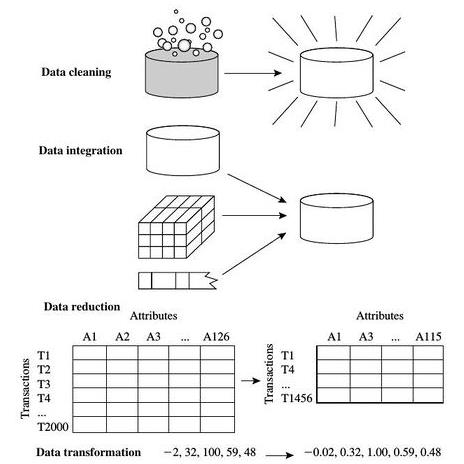 Data cleaning
Data integration
Data reduction
Attributes
Attributes
A1 A2 A3 ... A126
A1 A3 ... A115
Transactions
T1
T2
T3
T4
...
T2000
Transactions
T1
T4
...
T1456
Data transformation −2, 32, 100, 59, 48 −0.02, 0.32, 1.00, 0.59, 0.48